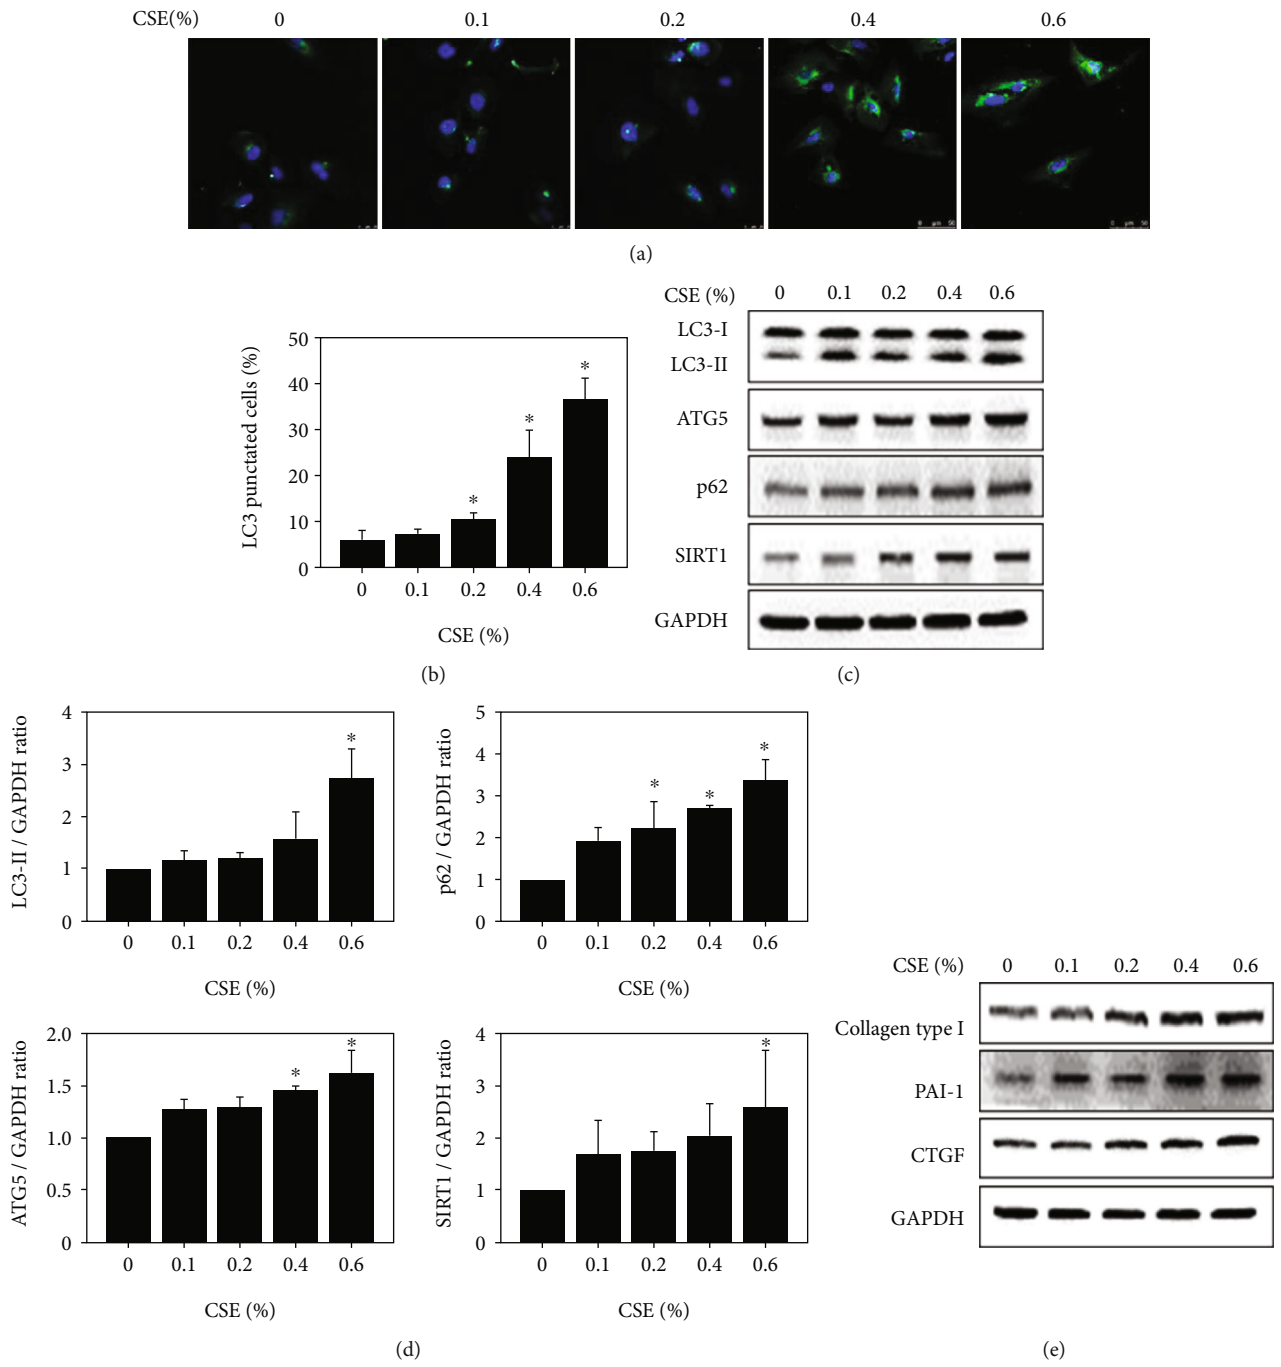 CSE(%) 0 0.1 0.2 0.4 0.6
0 μm 50
0 μm 50
(a)
50
40
30
20
10
0
LC3 punctated cells (%)
* * *
0 0.1 0.2 0.4 0.6
CSE (%)
(b)
CSE (%) 0 0.1 0.2 0.4 0.6
LC3-I
LC3-II
ATG5
p62
SIRT1
GAPDH
(c)
4
3
2
1
0
LC3-II / GAPDH ratio
*
0 0.1 0.2 0.4 0.6
CSE (%)
5
4
3
2
1
0
p62 / GAPDH ratio
* * *
0 0.1 0.2 0.4 0.6
CSE (%)
2.0
1.5
1.0
0.5
0
ATG5 / GAPDH ratio
* *
0 0.1 0.2 0.4 0.6
CSE (%)
4
3
2
1
0
SIRT1 / GAPDH ratio
*
0 0.1 0.2 0.4 0.6
CSE (%)
(d)
CSE (%) 0 0.1 0.2 0.4 0.6
Collagen type I
PAI-1
CTGF
GAPDH
(e)